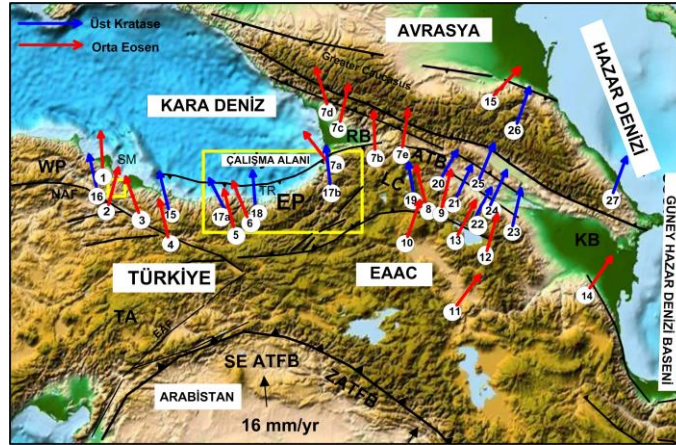 Üst Kratase
Orta Eosen
AVRASYA
HAZAR DENİZİ
Greater Caucasus
KARA DENİZ
15
7d
7c
RB
26
ATB
WP
SM
1
ÇALIŞMA ALANI
7a
7b
7e
LC
NAF
16
2
3
15
TR
EP
17a
18
6
5
17b
20
25
19
8
9
21
24
22
23
27
4
10
13
12
KB
TÜRKİYE
EAAC
14
11
GÜNEY HAZAR DENİZİ BASENİ
TA
EAF
SE ATFB
ZATFB
ARABİSTAN
16 mm/yr